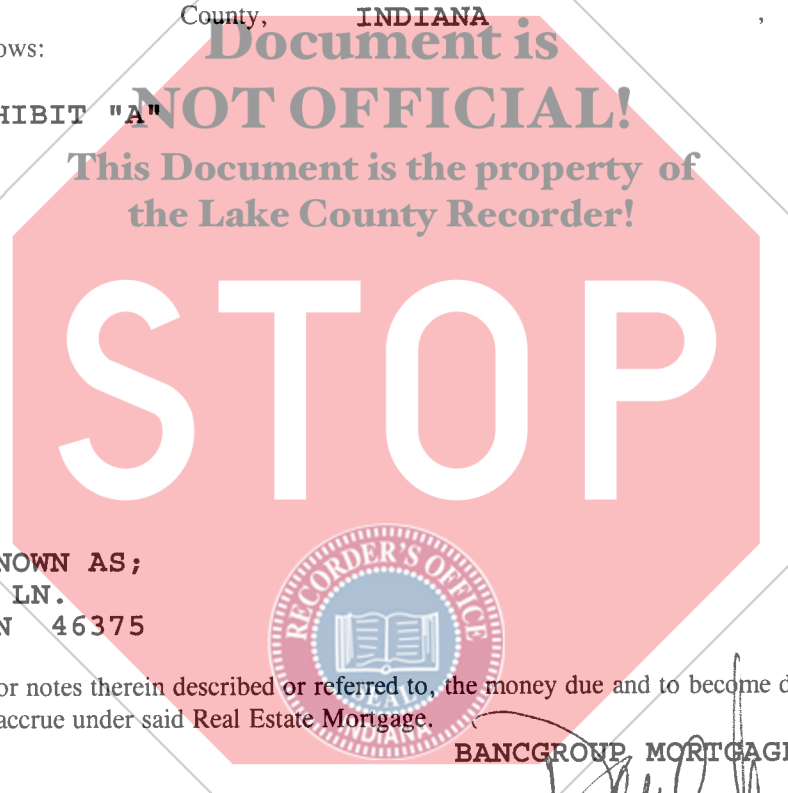 County, INDIANA ,
ows:
Document is
HIBIT "A"
NOT OFFICIAL!
This Document is the property of
the Lake County Recorder!
STOP
NOWN AS;
LN.
N 46375
RECORDER'S OFFICE
SEAL
INDIANA
or notes therein described or referred to, the money due and to become d
accrue under said Real Estate Mortgage.
BANCGROUP MORTGAGE